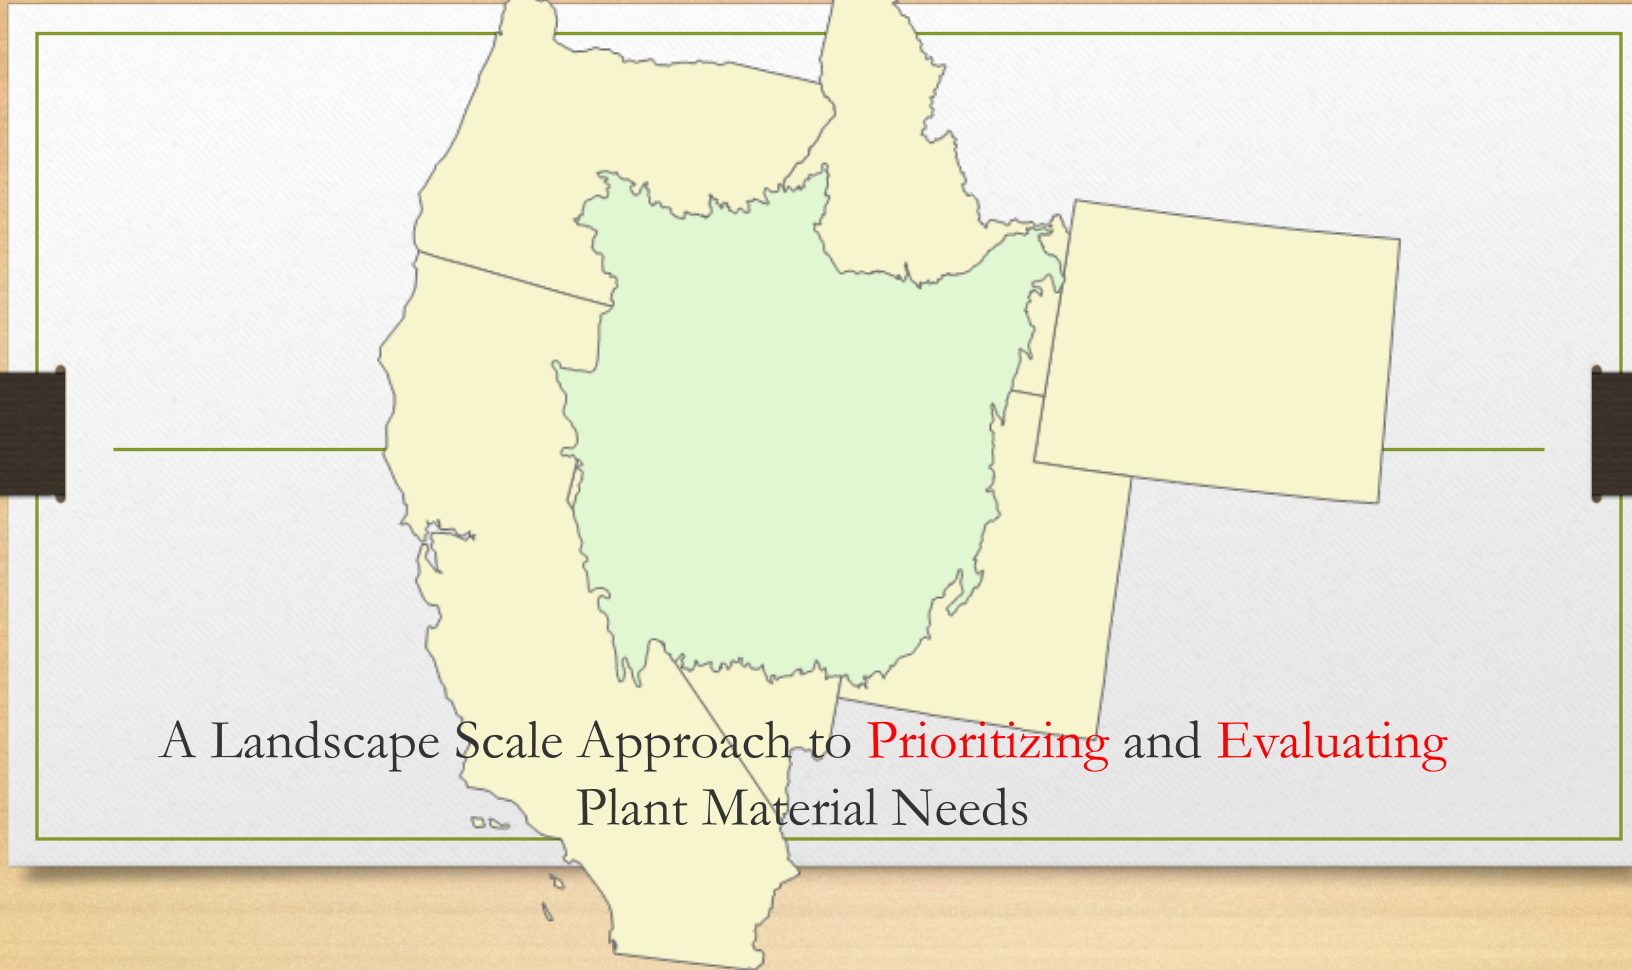 A Landscape Scale Approach to Prioritizing and Evaluating
Plant Material Needs